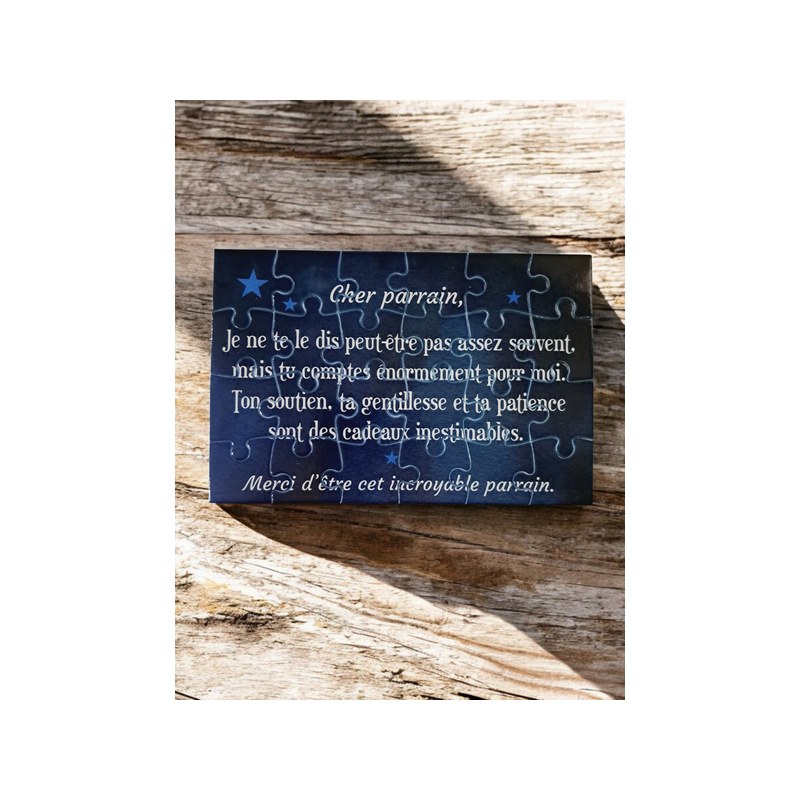 Cher parrain,
Je ne te le dis peut-être pas assez souvent,
mais tu comptes énormément pour moi.
Ton soutien, ta gentillesse et ta patience
sont des cadeaux inestimables.
Merci d'être cet incroyable parrain.